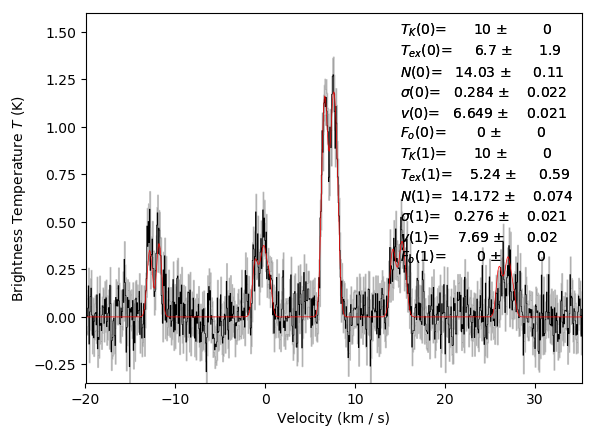 1.50
1.25
1.00
0.75
0.50
0.25
0.00
−0.25
Brightness Temperature T (K)
T_K(0)= 10 ± 0
T_ex(0)= 6.7 ± 1.9
N(0)= 14.03 ± 0.11
σ(0)= 0.284 ± 0.022
v(0)= 6.649 ± 0.021
F_o(0)= 0 ± 0
T_K(1)= 10 ± 0
T_ex(1)= 5.24 ± 0.59
N(1)= 14.172 ± 0.074
σ(1)= 0.276 ± 0.021
v(1)= 7.69 ± 0.02
F_o(1)= 0 ± 0
−20 −10 0 10 20 30
Velocity (km / s)